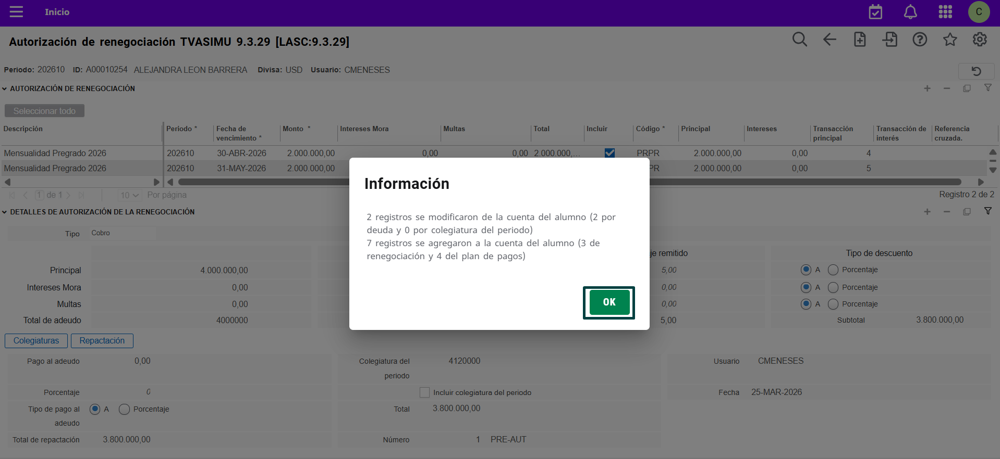 Inicio
C
Autorización de renegociación TVASIMU 9.3.29 [LASC:9.3.29]
Periodo: 202610 ID: A00010254 ALEJANDRA LEON BARRERA Divisa: USD Usuario: CMENESES
AUTORIZACIÓN DE RENEGOCIACIÓN
Seleccionar todo
Descripción Periodo * Fecha de vencimiento * Monto * Intereses Mora Multas Total Incluir Código * Principal Intereses Transacción principal Transacción de interés Referencia cruzada.
Mensualidad Pregrado 2026 202610 30-ABR-2026 2.000.000,00 0,00 0,00 2.000.000,... PRPR 2.000.000,00 0,00 4
Mensualidad Pregrado 2026 202610 31-MAY-2026 2.000.000,00 PR 2.000.000,00 0,00 5
1 de 1 10 Por página Registro 2 de 2
DETALLES DE AUTORIZACIÓN DE LA RENEGOCIACIÓN
Tipo Cobro
je remitido Tipo de descuento
Principal 4.000.000,00 5,00 A Porcentaje
Intereses Mora 0,00 0,00 A Porcentaje
Multas 0,00 0,00 A Porcentaje
Total de adeudo 4000000 5,00 Subtotal 3.800.000,00
Información
2 registros se modificaron de la cuenta del alumno (2 por
deuda y 0 por colegiatura del periodo)
7 registros se agregaron a la cuenta del alumno (3 de
renegociación y 4 del plan de pagos)
OK
Colegiaturas Repactación
Pago al adeudo 0,00 Colegiatura del periodo 4120000 Usuario CMENESES
Porcentaje 0 Incluir colegiatura del periodo Fecha 25-MAR-2026
Tipo de pago al adeudo A Porcentaje Total 3.800.000,00
Total de repactación 3.800.000,00 Número 1 PRE-AUT